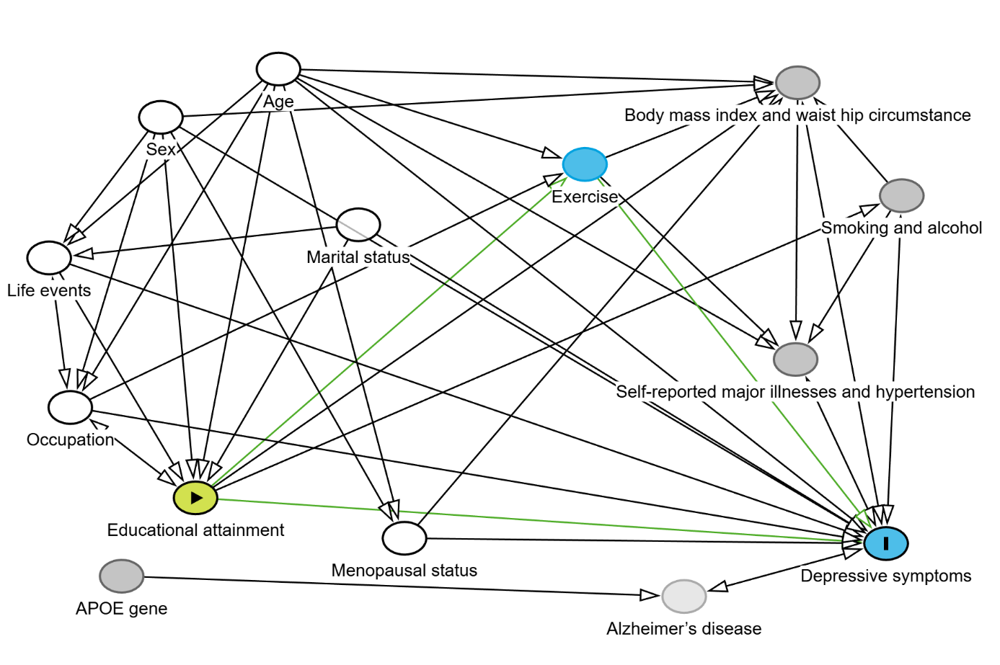 Age
Body mass index and waist hip circumstance
Sex
Exercise
Smoking and alcohol
Marital status
Life events
Self-reported major illnesses and hypertension
Occupation
Educational attainment
Menopausal status
Depressive symptoms
APOE gene
Alzheimer’s disease